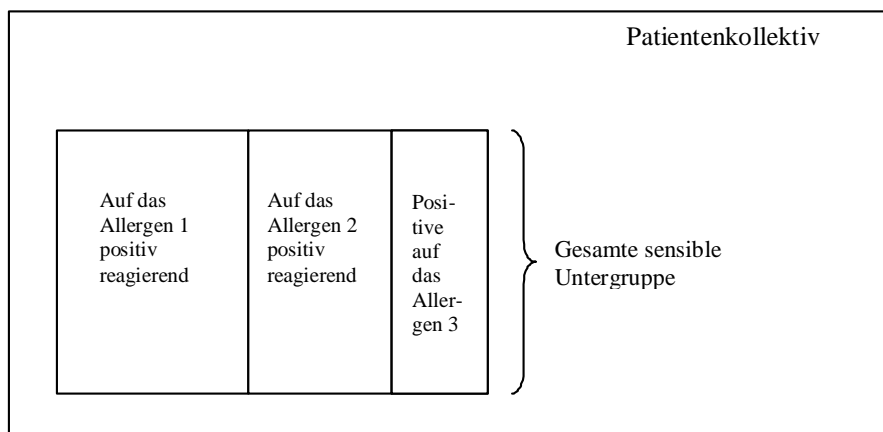 Patientenkollektiv
Auf das
Allergen 1
positiv
reagierend
Auf das
Allergen 2
positiv
reagierend
Posi-
tive
auf
das
Aller-
gen 3
Gesamte sensible
Untergruppe